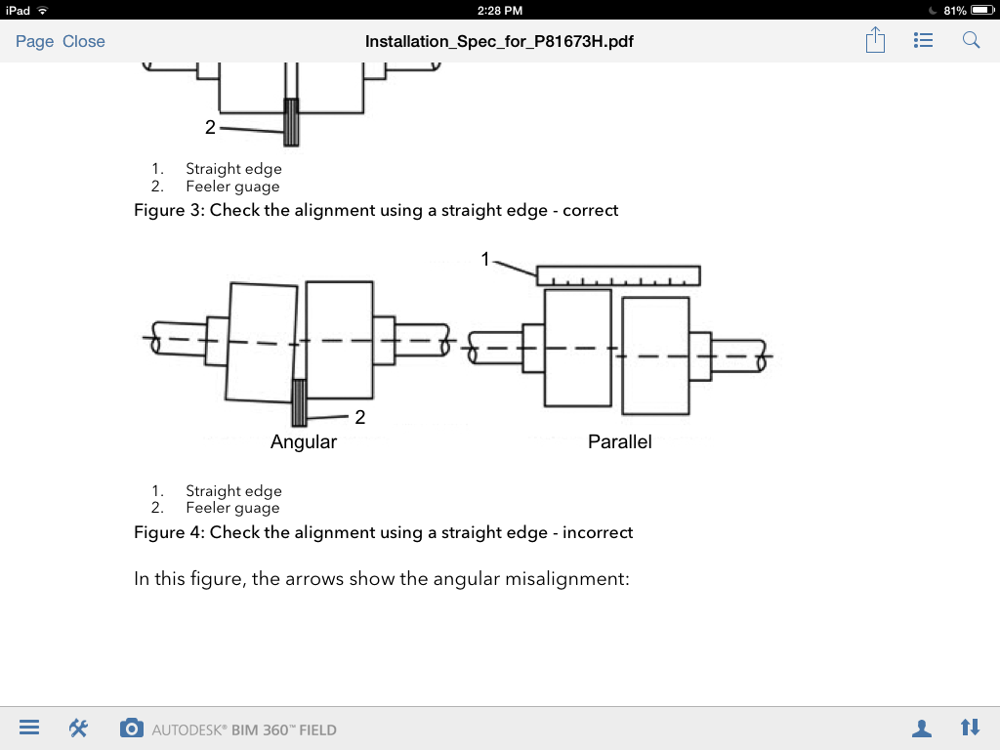 iPad 2:28 PM 81%
Page Close Installation_Spec_for_P81673H.pdf
2
1. Straight edge
2. Feeler guage
Figure 3: Check the alignment using a straight edge - correct
1
2
Angular Parallel
1. Straight edge
2. Feeler guage
Figure 4: Check the alignment using a straight edge - incorrect
In this figure, the arrows show the angular misalignment:
AUTODESK® BIM 360™ FIELD